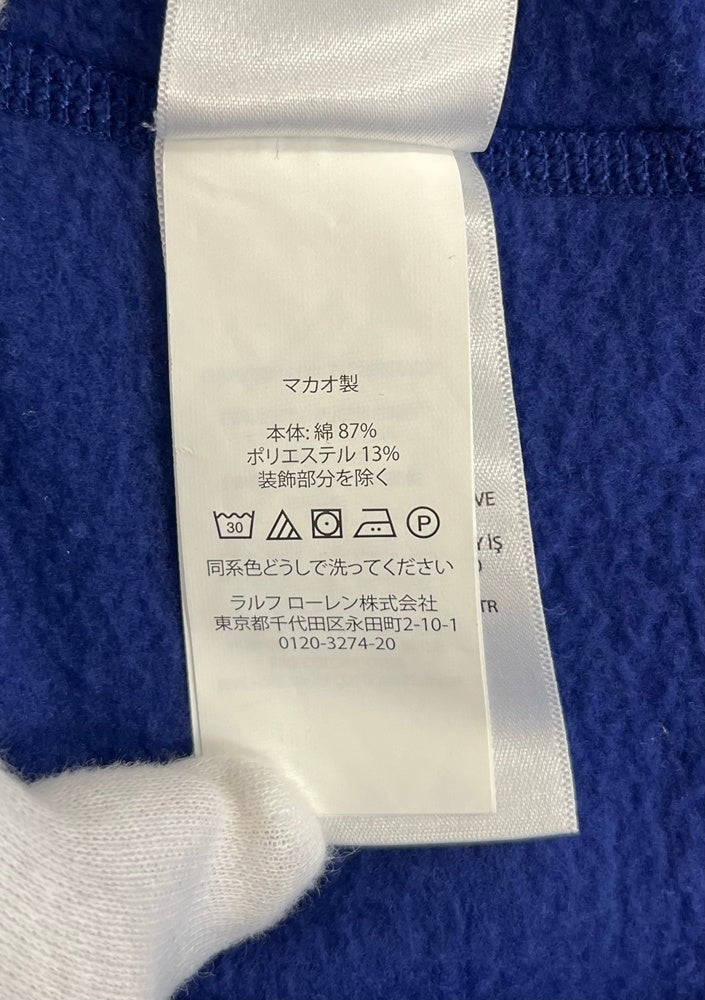 マカオ製
本体: 綿 87%
ポリエステル 13%
装飾部分を除く
30 P
同系色どうしで洗ってください
ラルフ ローレン株式会社
東京都千代田区永田町2-10-1
0120-3274-20
VE
İŞ
TR